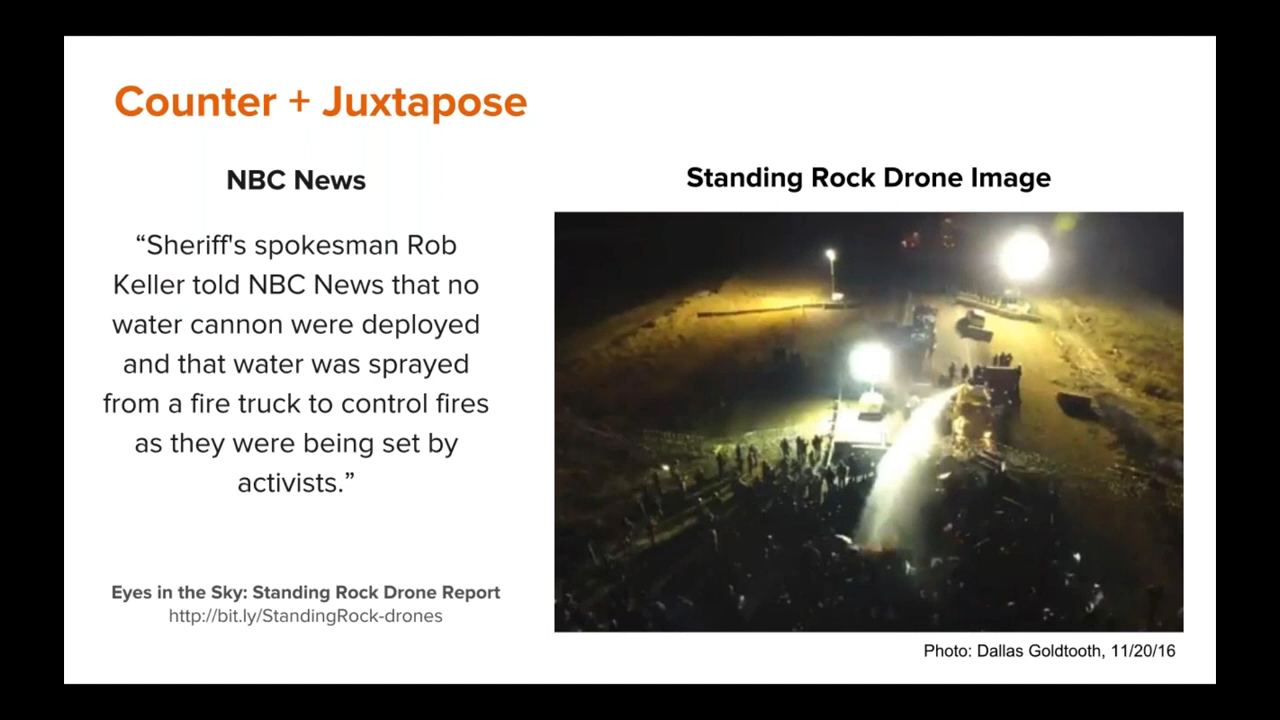 Counter + Juxtapose
NBC News
“Sheriff's spokesman Rob
Keller told NBC News that no
water cannon were deployed
and that water was sprayed
from a fire truck to control fires
as they were being set by
activists.”
Eyes in the Sky: Standing Rock Drone Report
http://bit.ly/StandingRock-drones
Standing Rock Drone Image
Photo: Dallas Goldtooth, 11/20/16